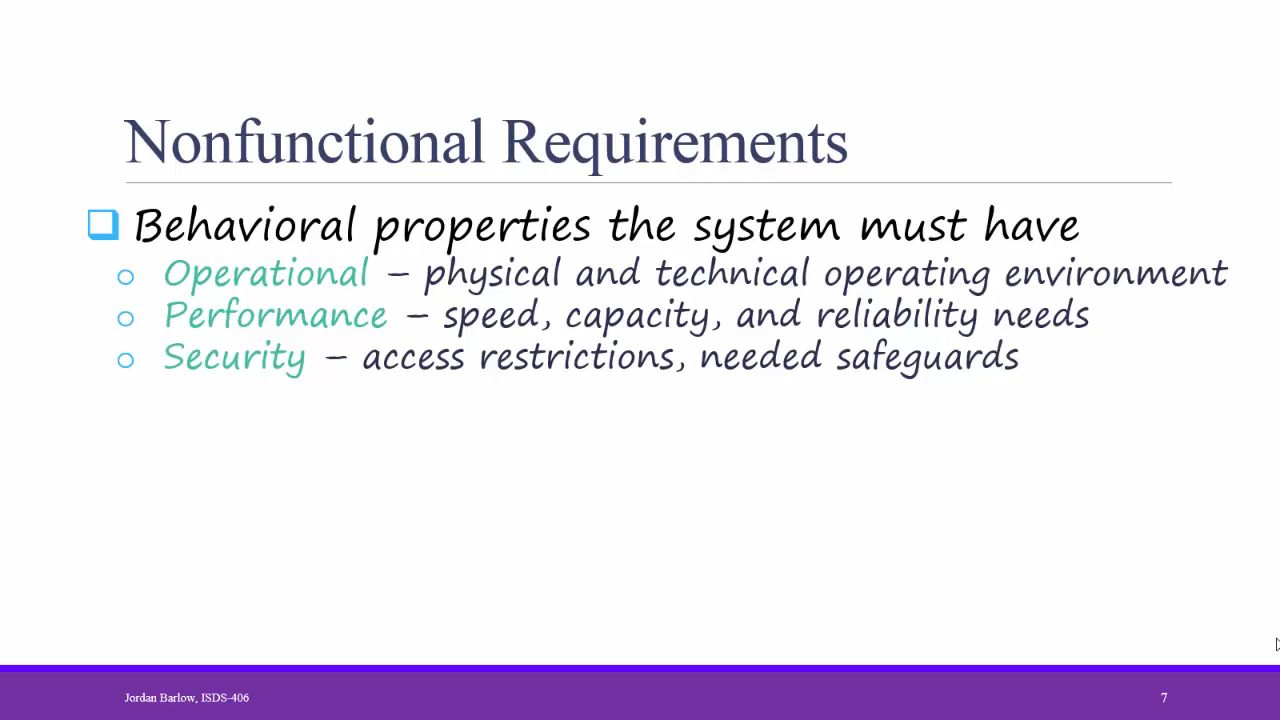 Nonfunctional Requirements
Behavioral properties the system must have
Operational – physical and technical operating environment
Performance – speed, capacity, and reliability needs
Security – access restrictions, needed safeguards
Jordan Barlow, ISDS-406
7